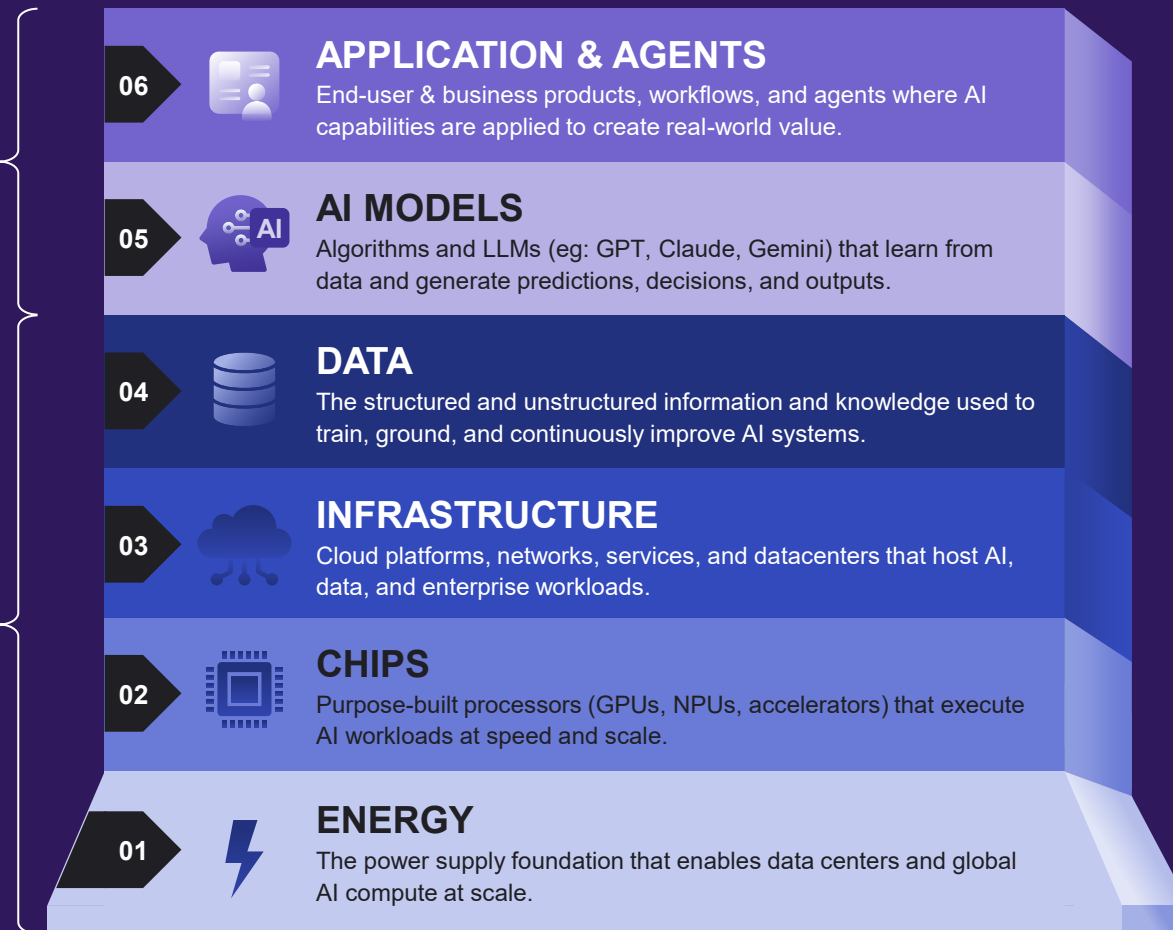 06
APPLICATION & AGENTS
End-user & business products, workflows, and agents where AI
capabilities are applied to create real-world value.
05
AI
AI MODELS
Algorithms and LLMs (eg: GPT, Claude, Gemini) that learn from
data and generate predictions, decisions, and outputs.
04
DATA
The structured and unstructured information and knowledge used to
train, ground, and continuously improve AI systems.
03
INFRASTRUCTURE
Cloud platforms, networks, services, and datacenters that host AI,
data, and enterprise workloads.
02
CHIPS
Purpose-built processors (GPUs, NPUs, accelerators) that execute
AI workloads at speed and scale.
01
ENERGY
The power supply foundation that enables data centers and global
AI compute at scale.